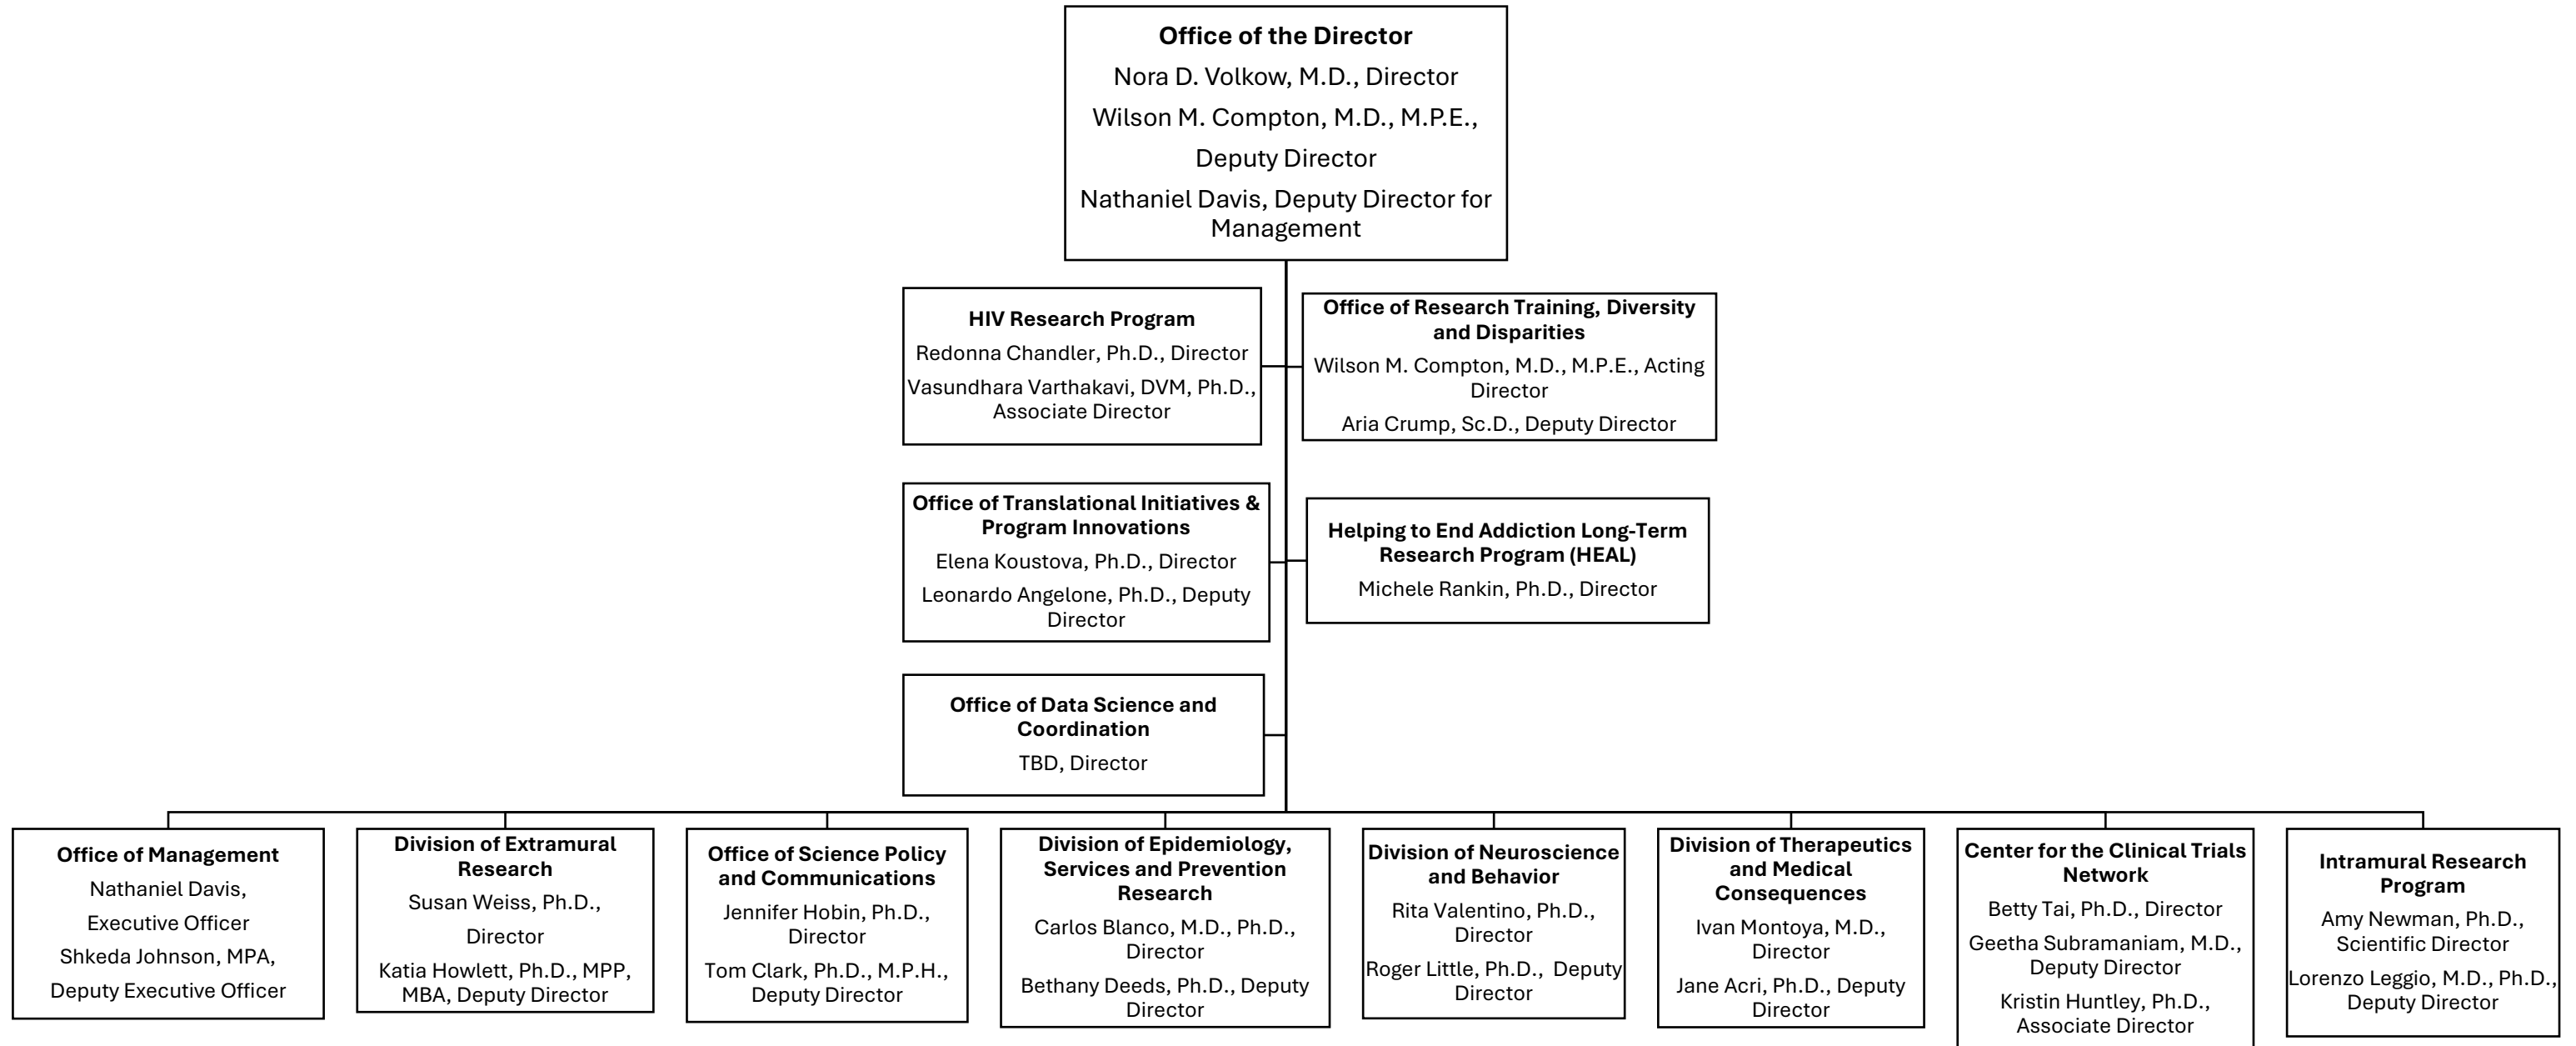 Office of the Director
Nora D. Volkow, M.D., Director
Wilson M. Compton, M.D., M.P.E.,
Deputy Director
Nathaniel Davis, Deputy Director for
Management
HIV Research Program
Redonna Chandler, Ph.D., Director
Vasundhara Varthakavi, DVM, Ph.D.,
Associate Director
Office of Research Training, Diversity
and Disparities
Wilson M. Compton, M.D., M.P.E., Acting
Director
Aria Crump, Sc.D., Deputy Director
Office of Translational Initiatives &
Program Innovations
Elena Koustova, Ph.D., Director
Leonardo Angelone, Ph.D., Deputy
Director
Helping to End Addiction Long-Term
Research Program (HEAL)
Michele Rankin, Ph.D., Director
Office of Data Science and
Coordination
TBD, Director
Office of Management
Nathaniel Davis,
Executive Officer
Shkeda Johnson, MPA,
Deputy Executive Officer
Division of Extramural
Research
Susan Weiss, Ph.D.,
Director
Katia Howlett, Ph.D., MPP,
MBA, Deputy Director
Office of Science Policy
and Communications
Jennifer Hobin, Ph.D.,
Director
Tom Clark, Ph.D., M.P.H.,
Deputy Director
Division of Epidemiology,
Services and Prevention
Research
Carlos Blanco, M.D., Ph.D.,
Director
Bethany Deeds, Ph.D., Deputy
Director
Division of Neuroscience
and Behavior
Rita Valentino, Ph.D.,
Director
Roger Little, Ph.D.,  Deputy
Director
Division of Therapeutics
and Medical
Consequences
Ivan Montoya, M.D.,
Director
Jane Acri, Ph.D., Deputy
Director
Center for the Clinical Trials
Network
Betty Tai, Ph.D., Director
Geetha Subramaniam, M.D.,
Deputy Director
Kristin Huntley, Ph.D.,
Associate Director
Intramural Research
Program
Amy Newman, Ph.D.,
Scientific Director
Lorenzo Leggio, M.D., Ph.D.,
Deputy Director